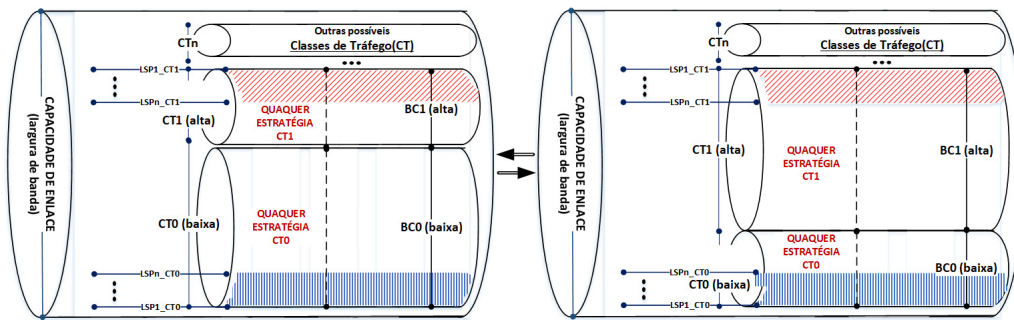 CAPACIDADE DE ENLACE
(largura de banda)
CTn
Outras possíveis
Classes de Tráfego(CT)
•••
LSP1_CT1
LSPn_CT1
CT1 (alta)
QUAQUER
ESTRATÉGIA
CT1
BC1 (alta)
CT0 (baixa)
QUAQUER
ESTRATÉGIA
CT0
BC0 (baixa)
LSPn_CT0
LSP1_CT0
CAPACIDADE DE ENLACE
(largura de banda)
CTn
Outras possíveis
Classes de Tráfego(CT)
•••
LSP1_CT1
LSPn_CT1
CT1 (alta)
QUAQUER
ESTRATÉGIA
CT1
BC1 (alta)
QUAQUER
ESTRATÉGIA
CT0
BC0 (baixa)
LSPn_CT0
CT0 (baixa)
LSP1_CT0